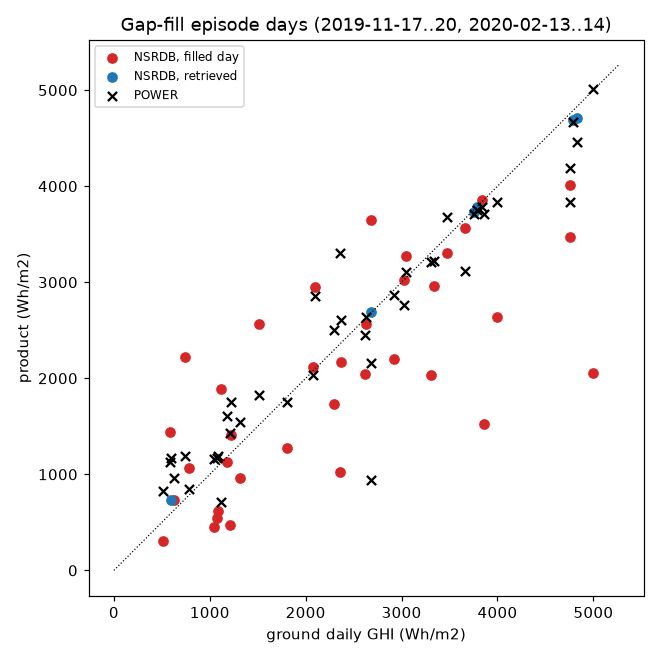 Gap-fill episode days (2019-11-17..20, 2020-02-13..14)
NSRDB, filled day
NSRDB, retrieved
POWER
product (Wh/m2)
5000
4000
3000
2000
1000
0
0 1000 2000 3000 4000 5000
ground daily GHI (Wh/m2)